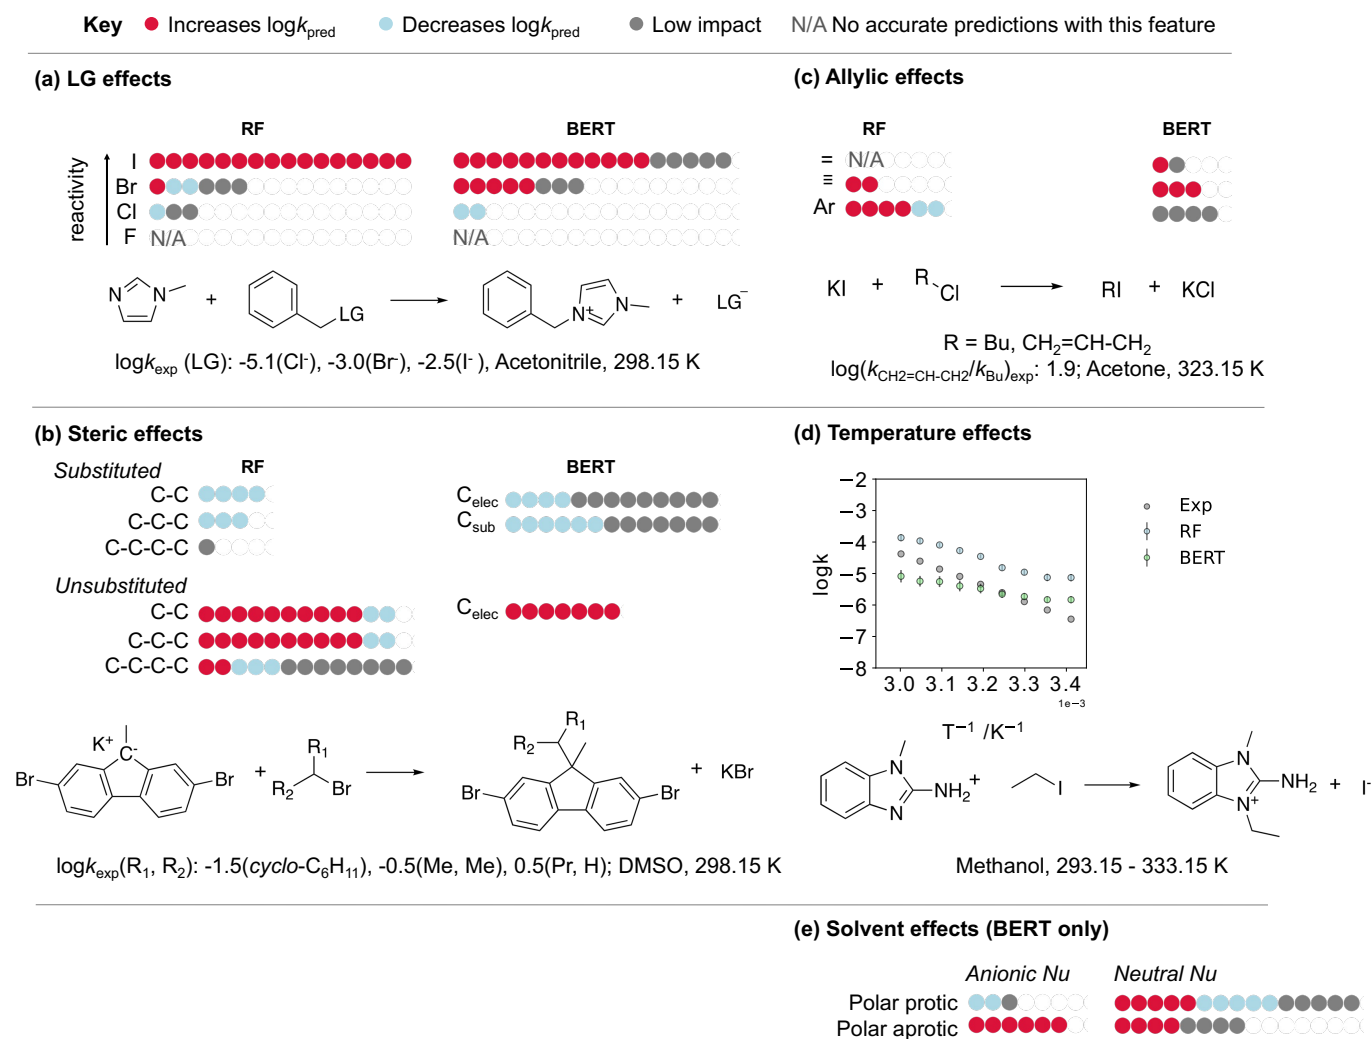 Key Increases logk_pred Decreases logk_pred Low impact N/A No accurate predictions with this feature
(a) LG effects
RF BERT
reactivity
I
Br
Cl
F N/A N/A
N N + LG N+ N + LG⁻
logk_exp (LG): -5.1(Cl⁻), -3.0(Br⁻), -2.5(I⁻), Acetonitrile, 298.15 K
(c) Allylic effects
RF BERT
= N/A
≡
Ar
KI + R Cl RI + KCl
R = Bu, CH₂=CH-CH₂
log(k_CH2=CH-CH2/k_Bu)_exp: 1.9; Acetone, 323.15 K
(b) Steric effects
RF BERT
Substituted
C-C
C-C-C
C-C-C-C
C_elec
C_sub
Unsubstituted
C-C
C-C-C
C-C-C-C
C_elec
K⁺ C⁻ Br Br + R₁ R₂ Br R₁ R₂ Br Br + KBr
logk_exp(R₁, R₂): -1.5(cyclo-C₆H₁₁), -0.5(Me, Me), 0.5(Pr, H); DMSO, 298.15 K
(d) Temperature effects
logk
−2
−3
−4
−5
−6
−7
−8
3.0 3.1 3.2 3.3 3.4
1e−3
T⁻¹ /K⁻¹
Exp
RF
BERT
N N NH₂ + I N N+ NH₂ + I⁻
Methanol, 293.15 - 333.15 K
(e) Solvent effects (BERT only)
Anionic Nu Neutral Nu
Polar protic
Polar aprotic